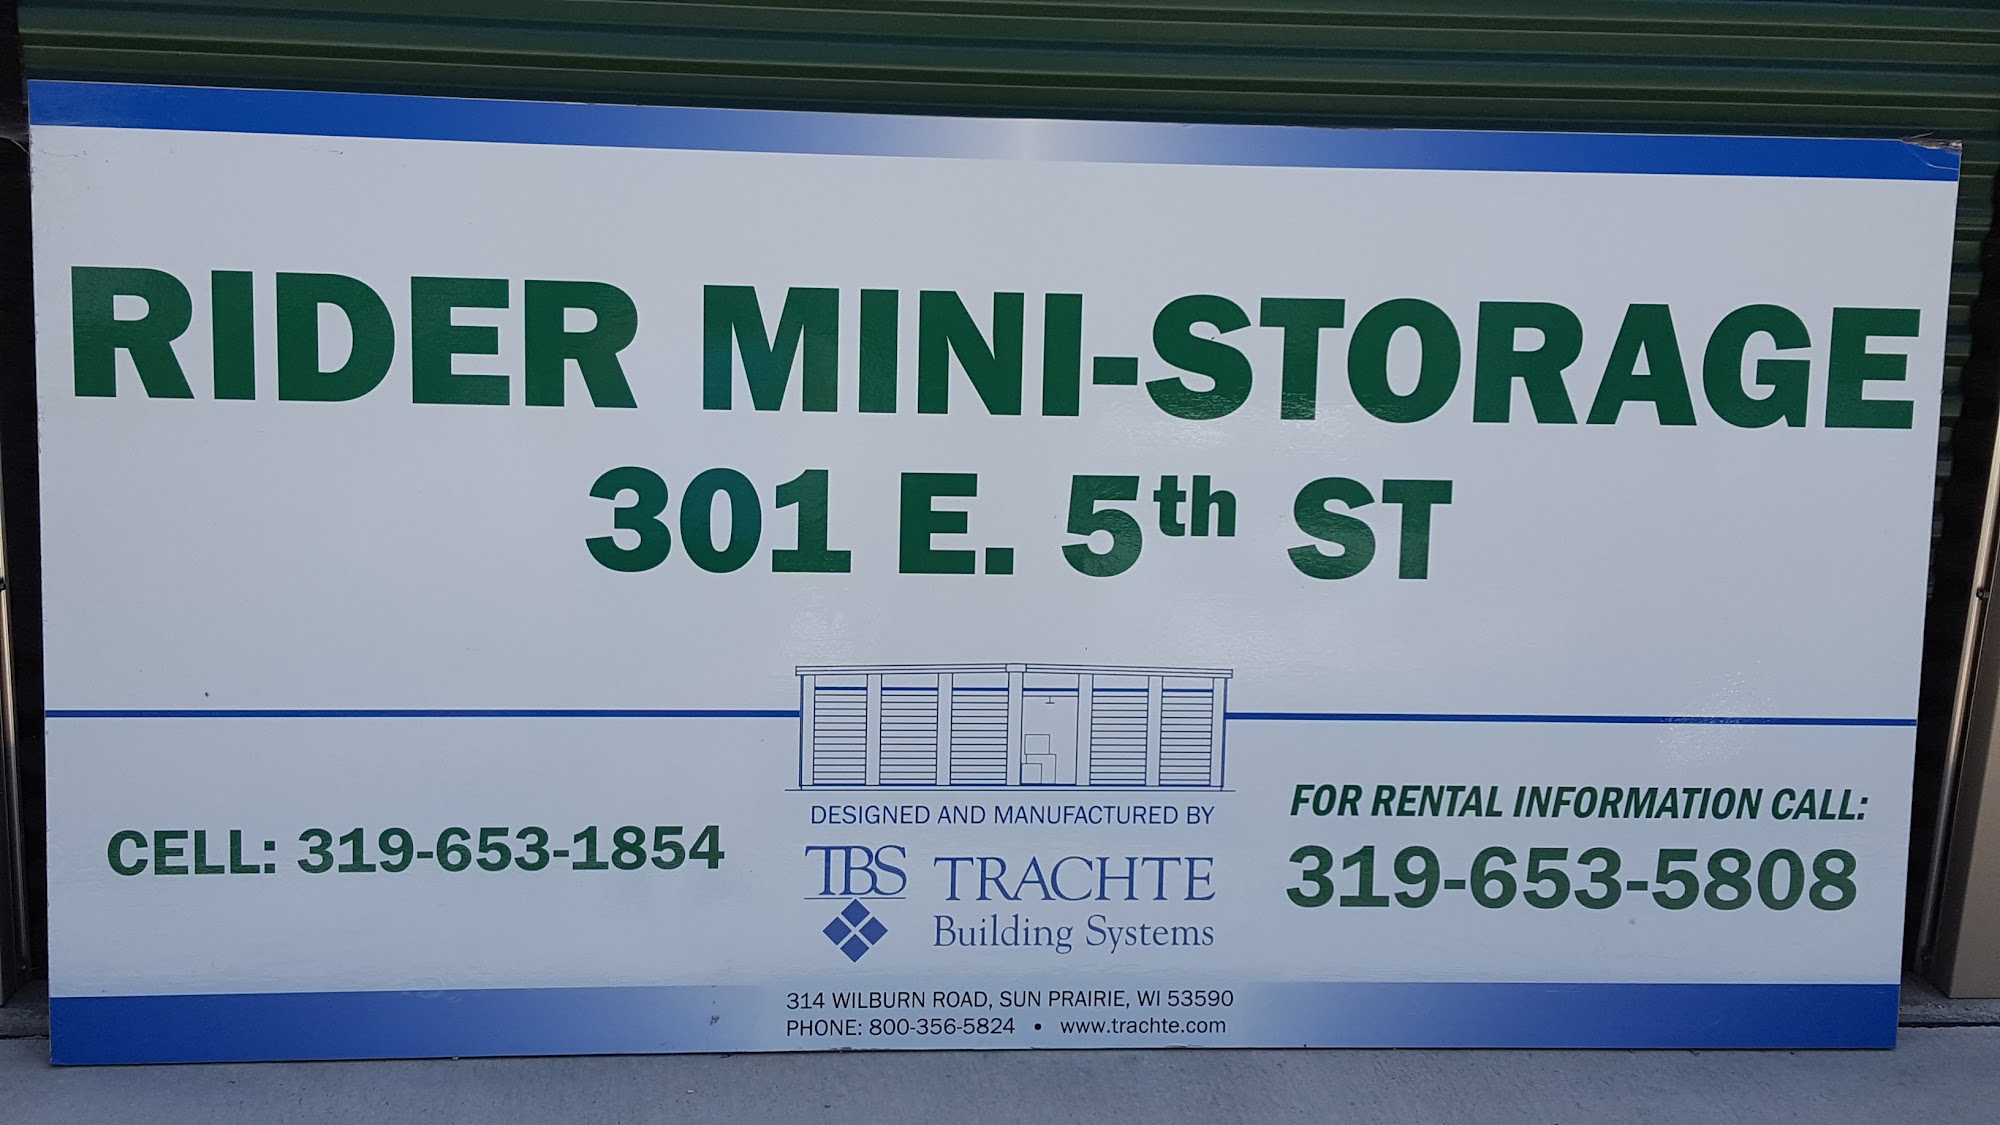 RIDER MINI-STORAGE
301 E. 5th ST
CELL: 319-653-1854
DESIGNED AND MANUFACTURED BY
TBS TRACHTE
Building Systems
314 WILBURN ROAD, SUN PRAIRIE, WI 53590
PHONE: 800-356-5824 • www.trachte.com
FOR RENTAL INFORMATION CALL:
319-653-5808